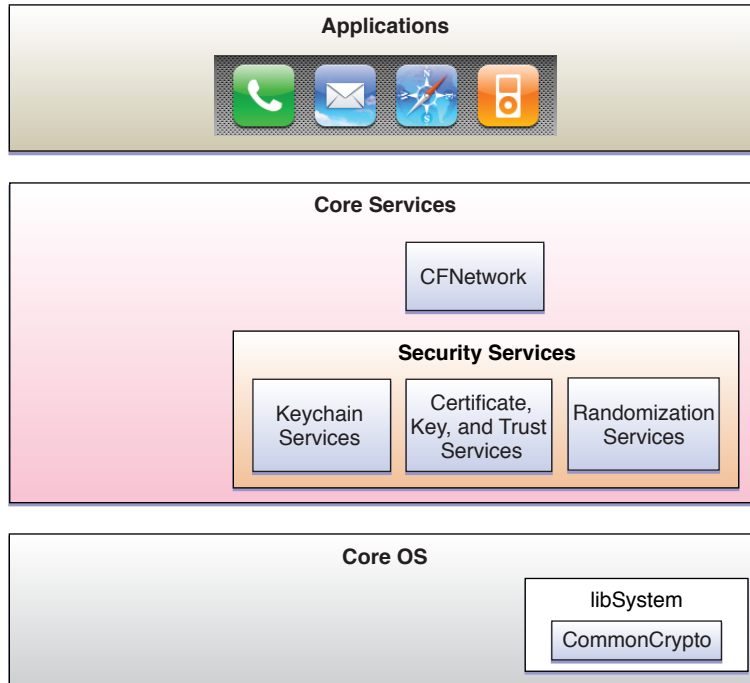 Applications
N
S
Core Services
CFNetwork
Security Services
Keychain
Services
Certificate,
Key, and Trust
Services
Randomization
Services
Core OS
libSystem
CommonCrypto